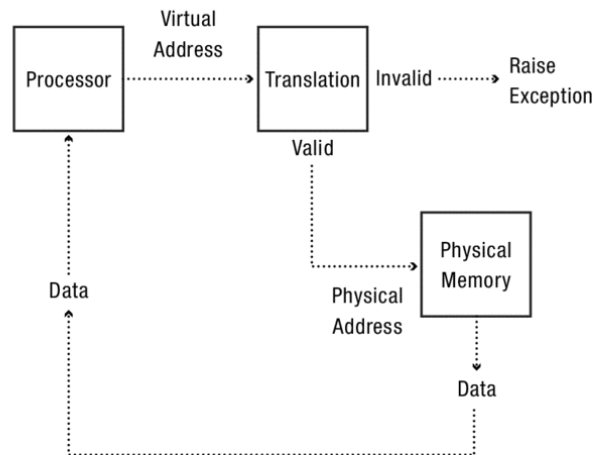 Virtual
Address
Processor
Translation
Invalid
Raise
Exception
Valid
Physical
Memory
Physical
Address
Data
Data